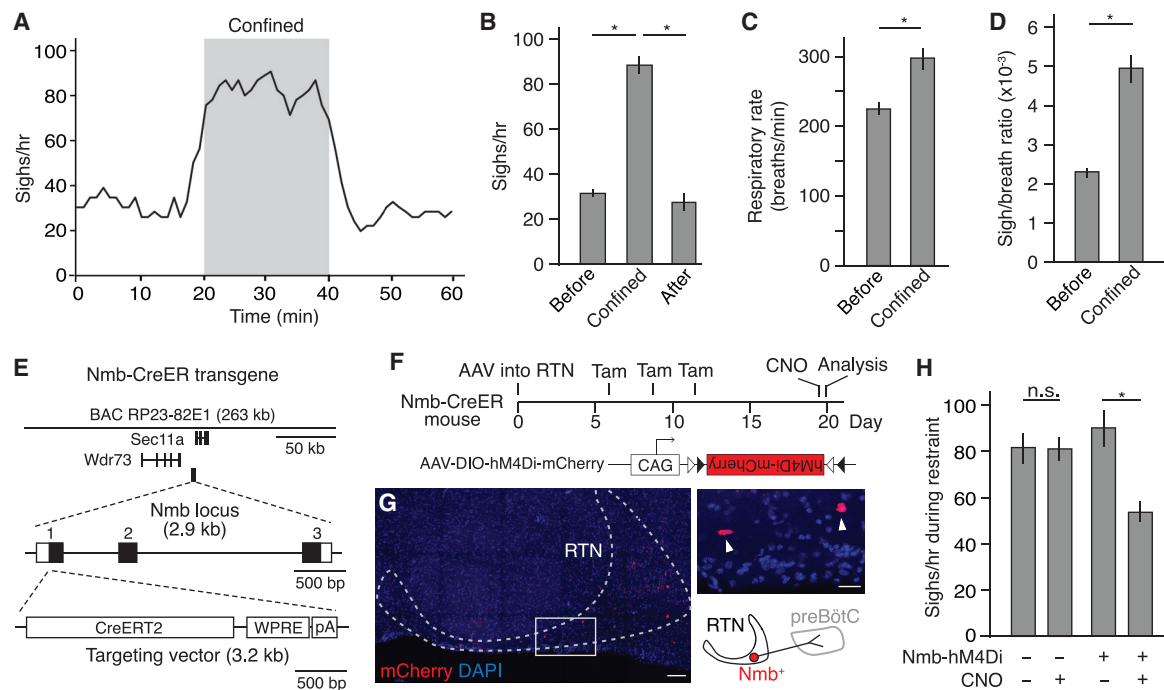 A
Confined
100
80
60
40
20
0
Sighs/hr
0 10 20 30 40 50 60
Time (min)
B
* *
100
80
60
40
20
0
Sighs/hr
Before Confined After
C
*
300
200
100
0
Respiratory rate
(breaths/min)
Before Confined
D
*
6
5
4
3
2
1
0
Sigh/breath ratio (x10⁻³)
Before Confined
E
Nmb-CreER transgene
BAC RP23-82E1 (263 kb)
Sec11a
50 kb
Wdr73
Nmb locus
(2.9 kb)
1 2 3
500 bp
CreERT2 WPRE pA
Targeting vector (3.2 kb)
500 bp
F
AAV into RTN Tam Tam Tam CNO Analysis
Nmb-CreER
mouse
0 5 10 15 20 Day
AAV-DIO-hM4Di-mCherry CAG hM4Di-mCherry
G
RTN
mCherry DAPI
preBötC
RTN
Nmb⁺
H
n.s. *
100
80
60
40
20
0
Sighs/hr during restraint
Nmb-hM4Di – – + +
CNO – + – +